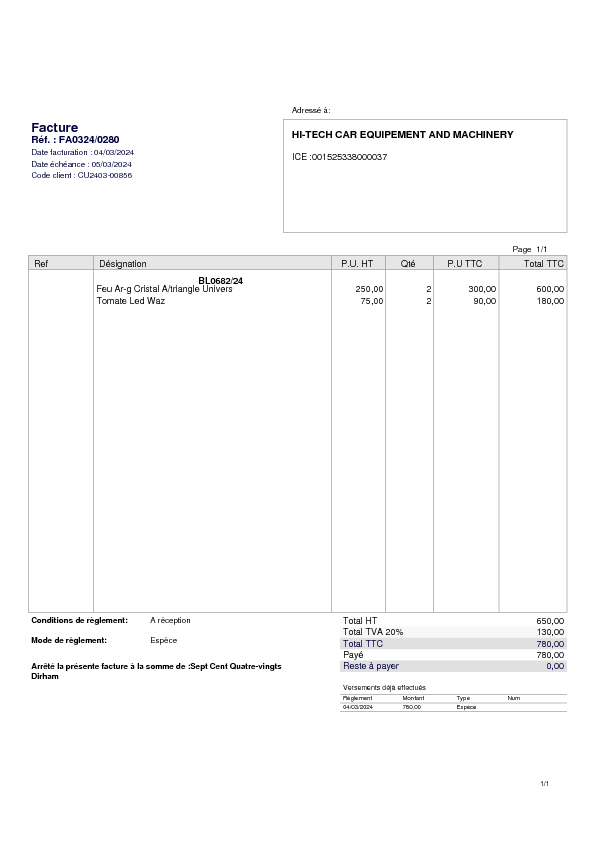 Adressé à:
Facture
Réf. : FA0324/0280
Date facturation : 04/03/2024
Date échéance : 05/03/2024
Code client : CU2403-00856
HI-TECH CAR EQUIPEMENT AND MACHINERY
ICE :001525338000037
Page 1/1
Ref Désignation P.U. HT Qté P.U TTC Total TTC
BL0682/24
Feu Ar-g Cristal A/triangle Univers 250,00 2 300,00 600,00
Tomate Led Waz 75,00 2 90,00 180,00
Conditions de règlement: A réception
Mode de règlement: Espèce
Arrêté la présente facture à la somme de :Sept Cent Quatre-vingts
Dirham
Total HT 650,00
Total TVA 20% 130,00
Total TTC 780,00
Payé 780,00
Reste à payer 0,00
Versements déjà effectués
Règlement Montant Type Num
04/03/2024 780,00 Espèce
1/1